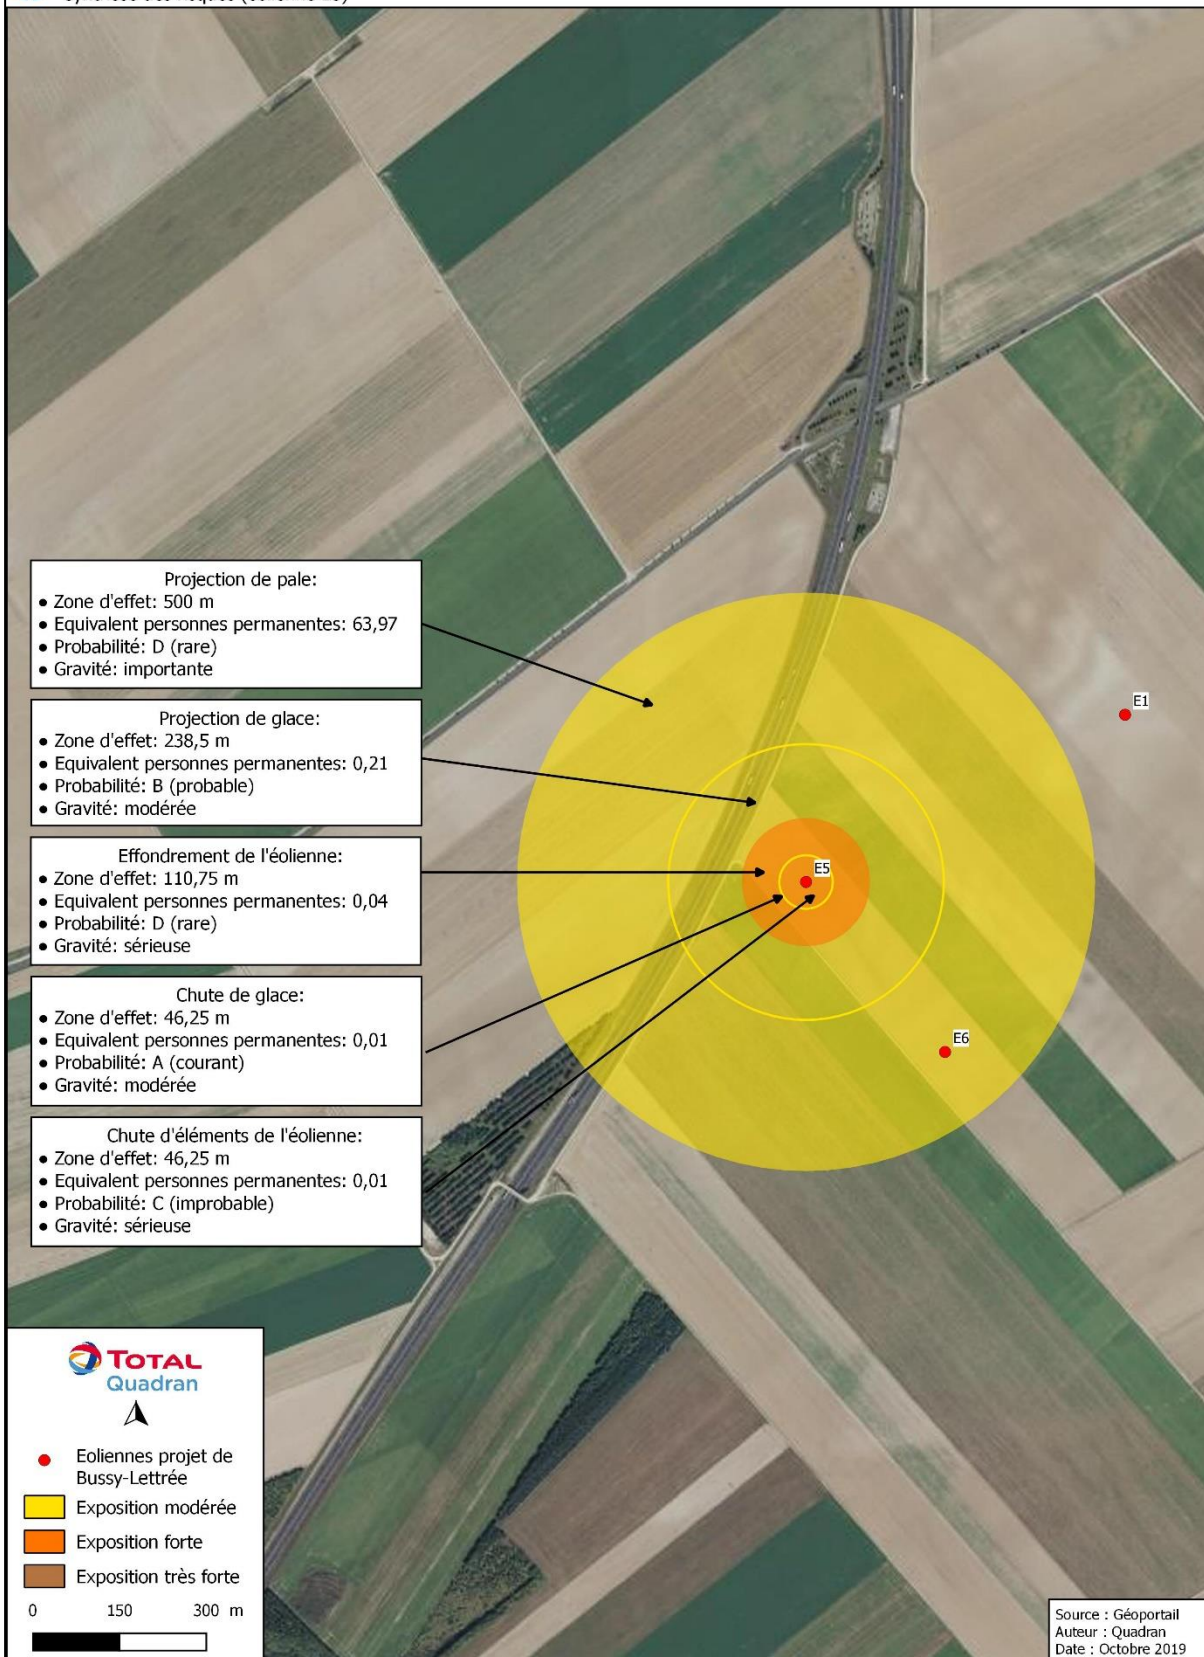 Projection de pale:
• Zone d'effet: 500 m
• Equivalent personnes permanentes: 63,97
• Probabilité: D (rare)
• Gravité: importante
Projection de glace:
• Zone d'effet: 238,5 m
• Equivalent personnes permanentes: 0,21
• Probabilité: B (probable)
• Gravité: modérée
Effondrement de l'éolienne:
• Zone d'effet: 110,75 m
• Equivalent personnes permanentes: 0,04
• Probabilité: D (rare)
• Gravité: sérieuse
Chute de glace:
• Zone d'effet: 46,25 m
• Equivalent personnes permanentes: 0,01
• Probabilité: A (courant)
• Gravité: modérée
Chute d'éléments de l'éolienne:
• Zone d'effet: 46,25 m
• Equivalent personnes permanentes: 0,01
• Probabilité: C (improbable)
• Gravité: sérieuse
E1
E5
E6
TOTAL
Quadran
Eoliennes projet de
Bussy-Lettrée
Exposition modérée
Exposition forte
Exposition très forte
0 150 300 m
Source : Géoportail
Auteur : Quadran
Date : Octobre 2019